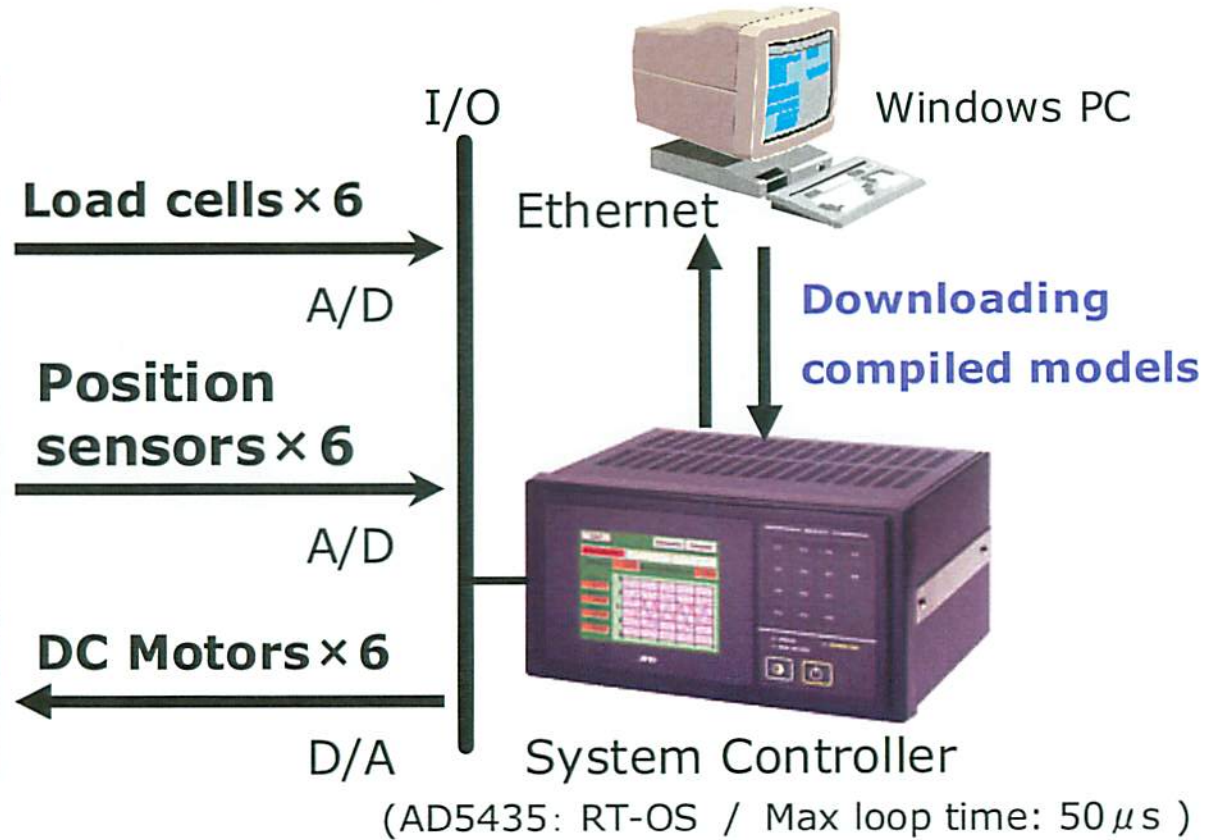 I/O
Windows PC
Load cells×6
Ethernet
A/D
Downloading
compiled models
Position
sensors×6
A/D
DC Motors×6
D/A
System Controller
(AD5435: RT-OS / Max loop time: 50μs )